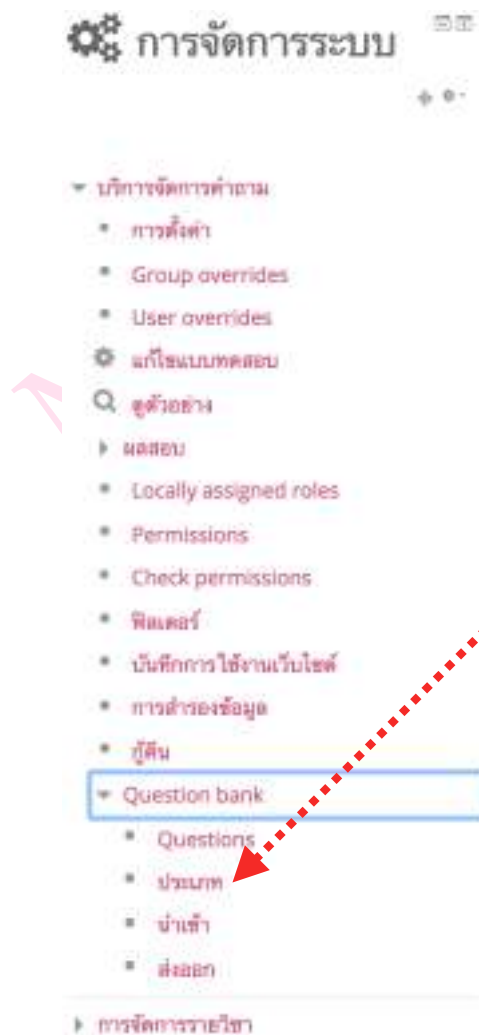 การจัดการระบบ
บริการจัดการคำถาม
การตั้งค่า
Group overrides
User overrides
แก้ไขแบบทดสอบ
ดูตัวอย่าง
ผลสอบ
Locally assigned roles
Permissions
Check permissions
ฟิลเตอร์
บันทึกการใช้งานเว็บไซต์
การสำรองข้อมูล
กู้คืน
Question bank
Questions
ประเภท
นำเข้า
ส่งออก
การจัดการรายวิชา